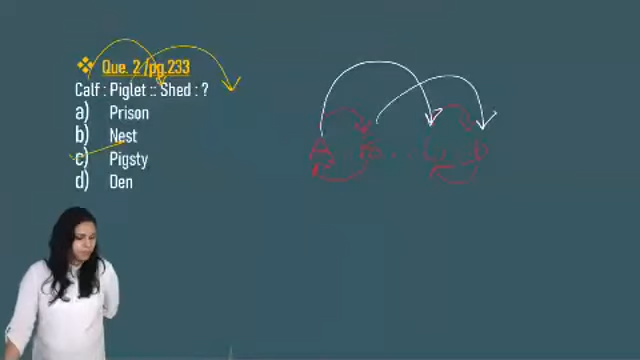 Que. 2 /pg.233
Calf : Piglet :: Shed : ?
a) Prison
b) Nest
c) Pigsty
d) Den
A : B :: C : D